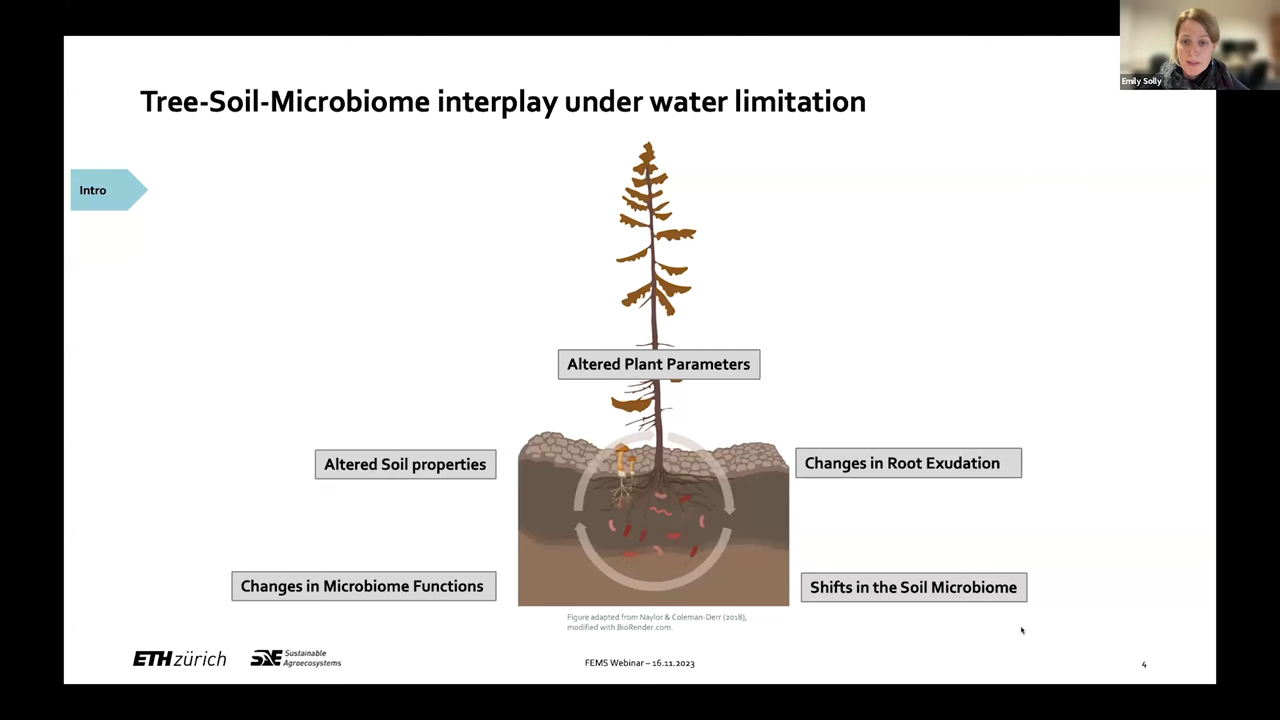 Emily Solly
Tree-Soil-Microbiome interplay under water limitation
Intro
Altered Plant Parameters
Altered Soil properties
Changes in Root Exudation
Changes in Microbiome Functions
Shifts in the Soil Microbiome
Figure adapted from Naylor & Coleman-Derr (2018),
modified with BioRender.com.
ETH zürich
SAE Sustainable
Agroecosystems
FEMS Webinar – 16.11.2023
4